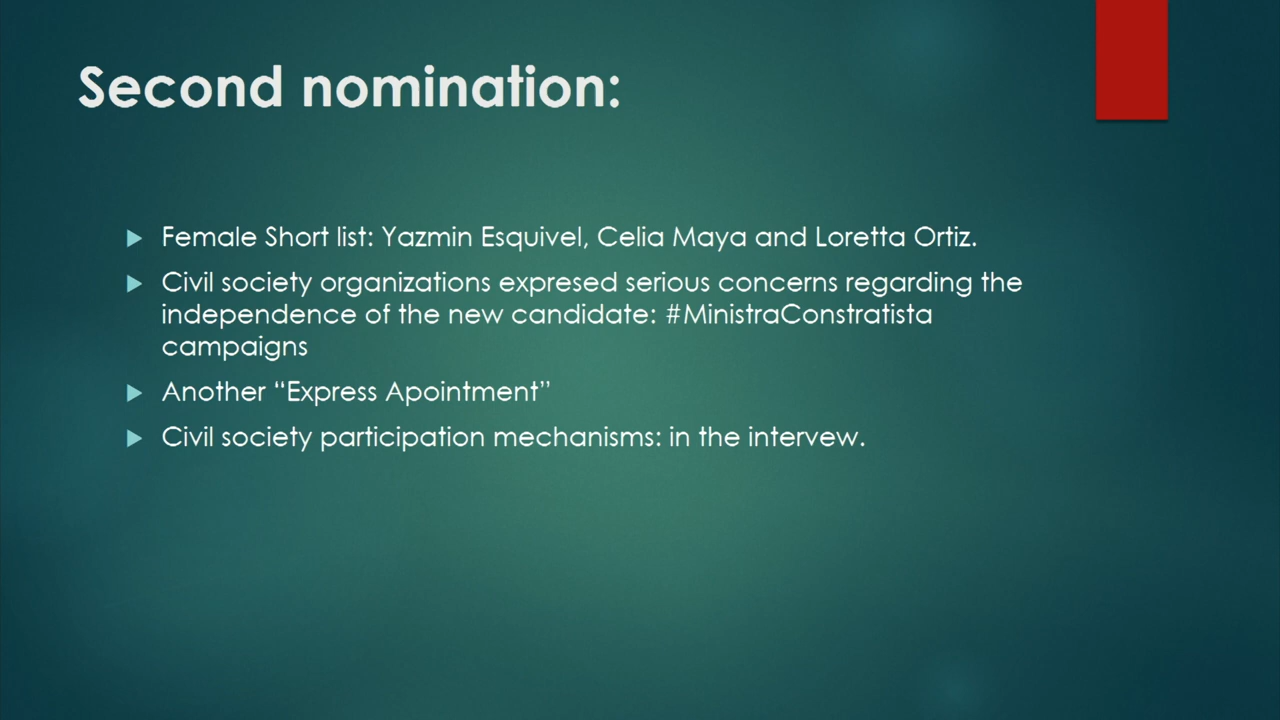 Second nomination:
Female Short list: Yazmin Esquivel, Celia Maya and Loretta Ortiz.
Civil society organizations expresed serious concerns regarding the
independence of the new candidate: #MinistraConstratista
campaigns
Another “Express Apointment”
Civil society participation mechanisms: in the intervew.